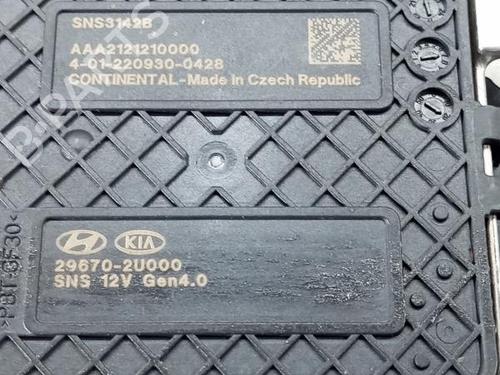 SNS3142B
AAA2121210000
4-01-220930-0428
CONTINENTAL-Made in Czech Republic
KIA
29670-2U000
SNS 12V Gen4.0
>PBT-GF30<
B-PARTS